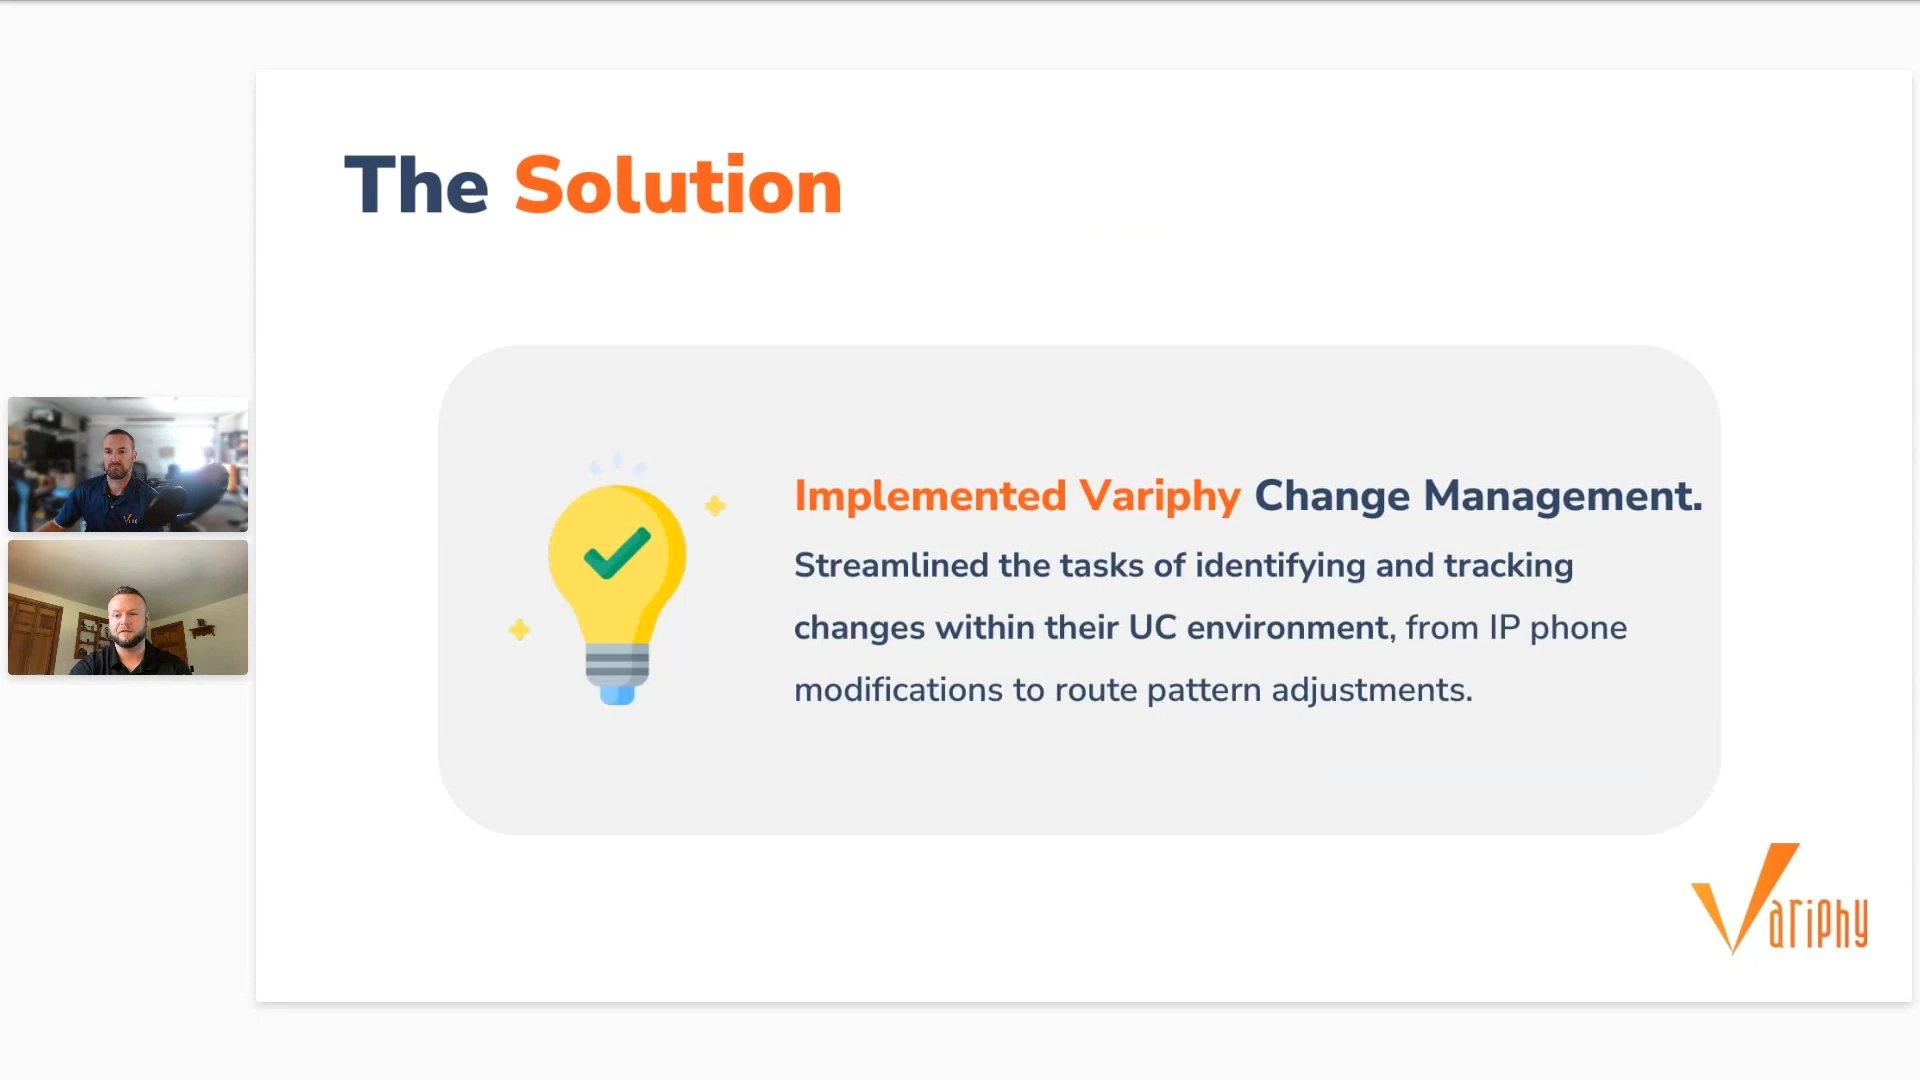 The Solution
Implemented Variphy Change Management.
Streamlined the tasks of identifying and tracking
changes within their UC environment, from IP phone
modifications to route pattern adjustments.
Variphy